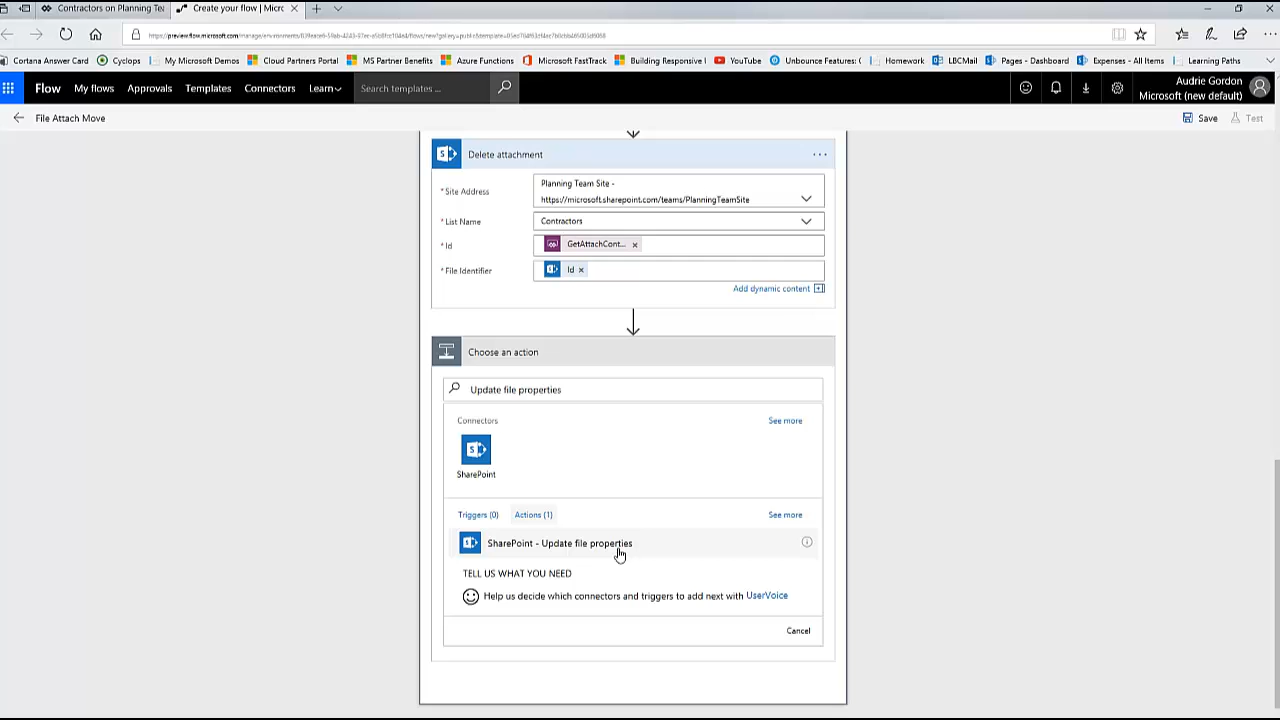 Contractors on Planning Te
Create your flow | Micro
Cortana Answer Card
Cyclops
My Microsoft Demos
Cloud Partners Portal
MS Partner Benefits
Azure Functions
Microsoft FastTrack
Building Responsive
YouTube
Unbounce Features: (
Homework
LBCMail
Pages - Dashboard
Expenses - All Items
Learning Paths
Flow
My flows
Approvals
Templates
Connectors
Learn
Search templates ...
Audrie Gordon
Microsoft (new default)
File Attach Move
Save
Test
Delete attachment
* Site Address
Planning Team Site -
https://microsoft.sharepoint.com/teams/PlanningTeamSite
* List Name
Contractors
* Id
GetAttachCont... x
* File Identifier
Id x
Add dynamic content
Choose an action
Update file properties
Connectors
See more
SharePoint
Triggers (0)
Actions (1)
See more
SharePoint - Update file properties
TELL US WHAT YOU NEED
Help us decide which connectors and triggers to add next with UserVoice
Cancel